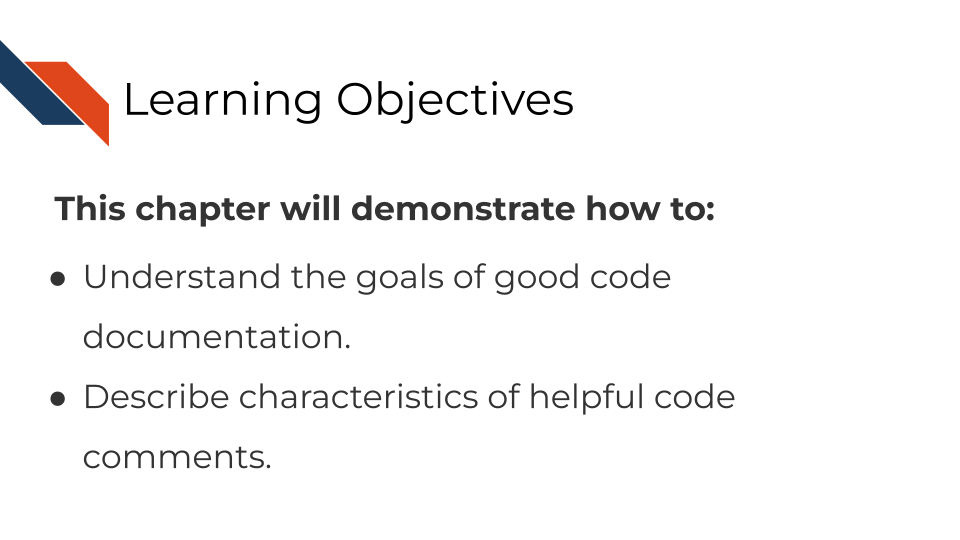 Learning Objectives
This chapter will demonstrate how to:
● Understand the goals of good code
documentation.
● Describe characteristics of helpful code
comments.